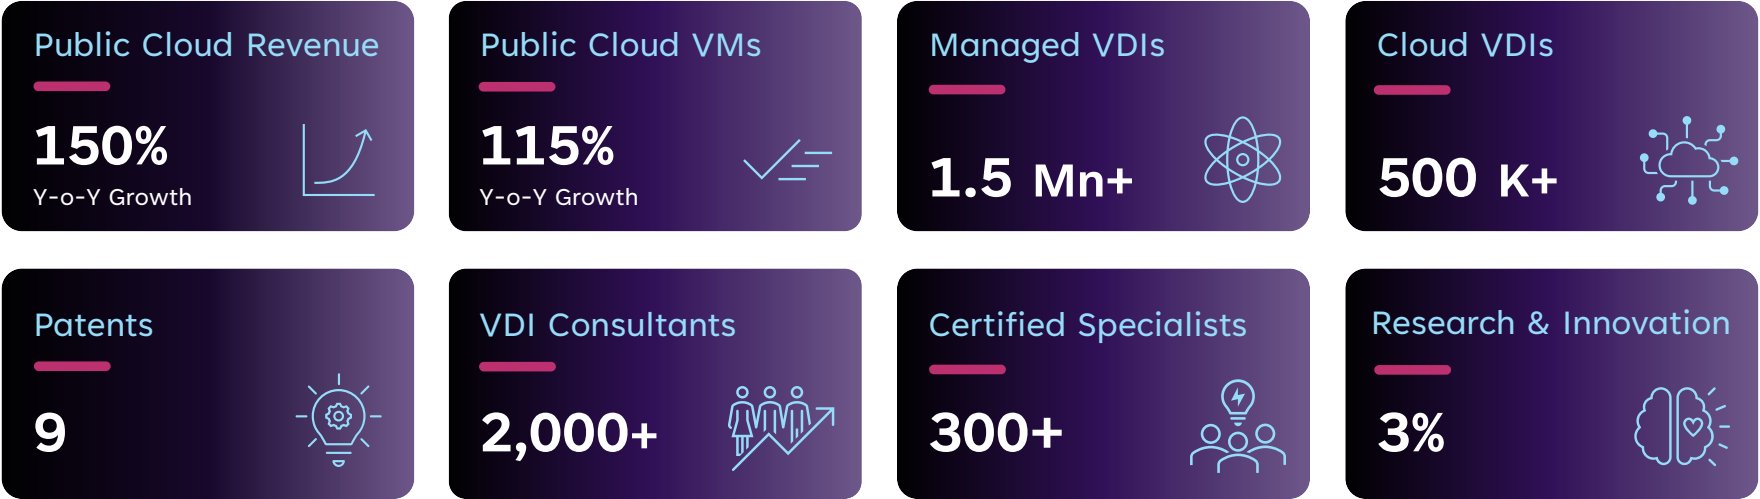 Public Cloud Revenue
150%
Y-o-Y Growth
Public Cloud VMs
115%
Y-o-Y Growth
Managed VDIs
1.5 Mn+
Cloud VDIs
500 K+
Patents
9
VDI Consultants
2,000+
Certified Specialists
300+
Research & Innovation
3%